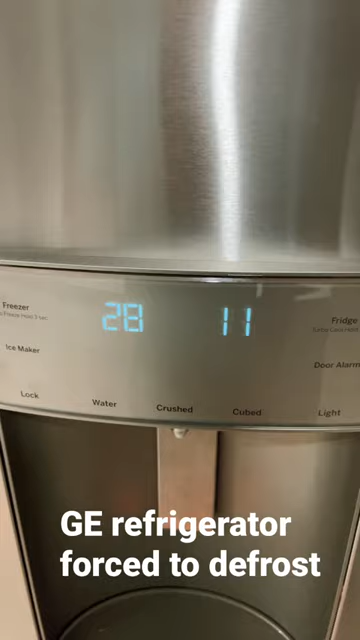 Freezer
28
11
Fridge
Ice Maker
Door Alarm
Lock
Water
Crushed
Cubed
Light
GE refrigerator
forced to defrost